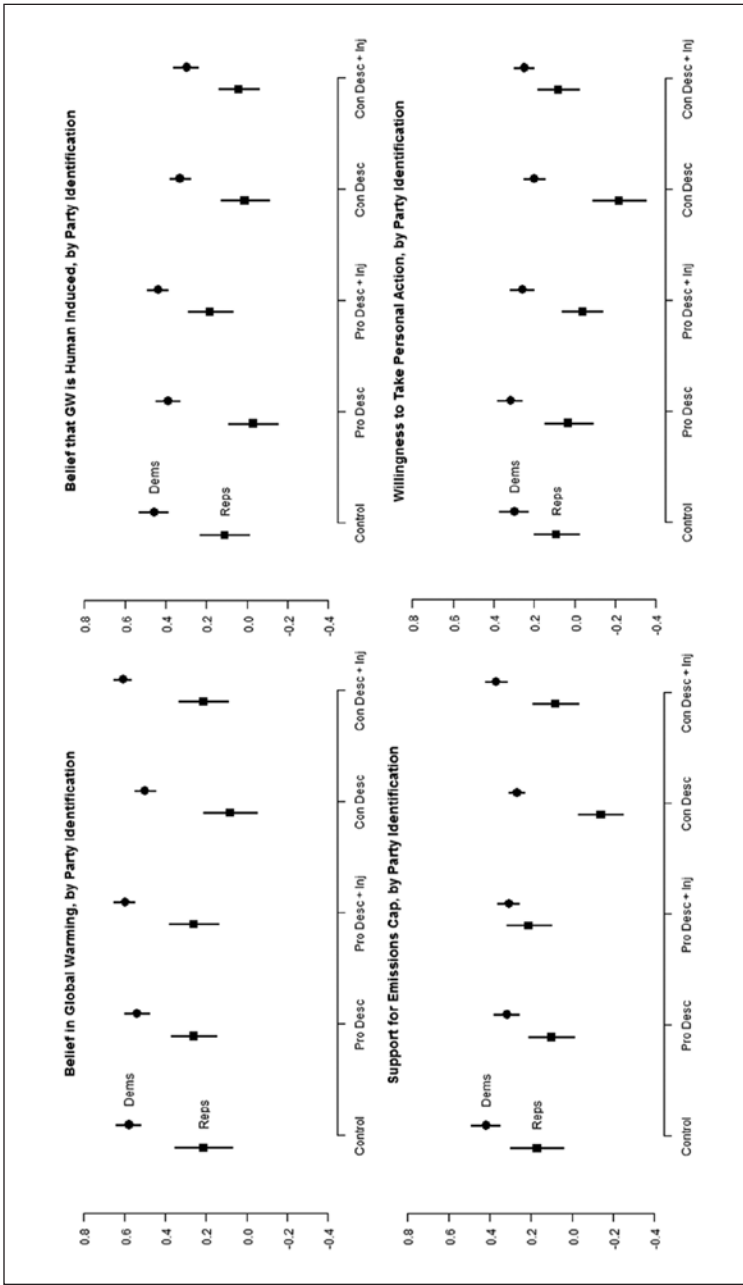 Belief in Global Warming, by Party Identification
0.8
0.6
0.4
0.2
0.0
-0.2
-0.4
Dems
Reps
Control
Pro Desc
Pro Desc + Inj
Con Desc
Con Desc + Inj
Belief that GW is Human Induced, by Party Identification
0.8
0.6
0.4
0.2
0.0
-0.2
-0.4
Dems
Reps
Control
Pro Desc
Pro Desc + Inj
Con Desc
Con Desc + Inj
Support for Emissions Cap, by Party Identification
0.8
0.6
0.4
0.2
0.0
-0.2
-0.4
Dems
Reps
Control
Pro Desc
Pro Desc + Inj
Con Desc
Con Desc + Inj
Willingness to Take Personal Action, by Party Identification
0.8
0.6
0.4
0.2
0.0
-0.2
-0.4
Dems
Reps
Control
Pro Desc
Pro Desc + Inj
Con Desc
Con Desc + Inj